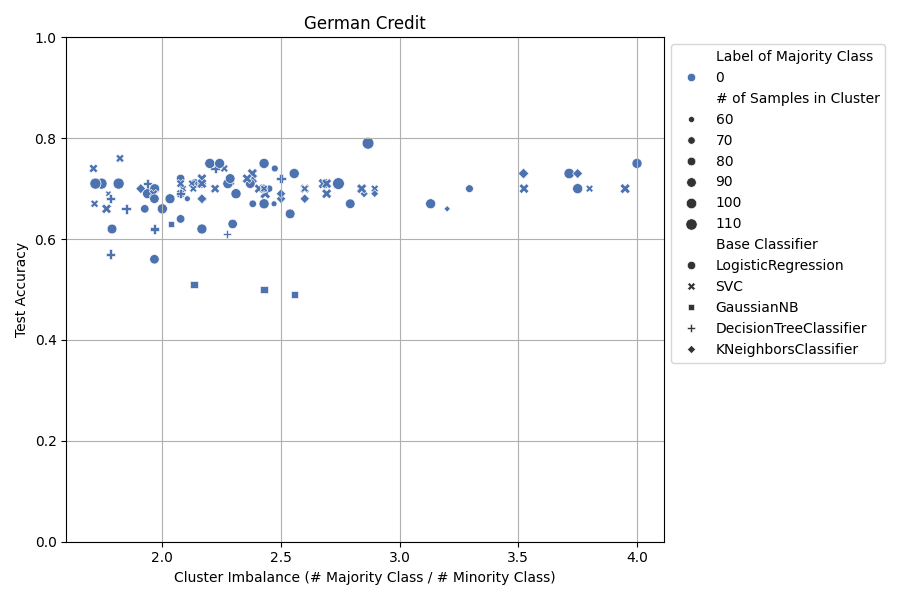 German Credit
1.0
0.8
0.6
0.4
0.2
0.0
Test Accuracy
2.0 2.5 3.0 3.5 4.0
Cluster Imbalance (# Majority Class / # Minority Class)
Label of Majority Class
0
# of Samples in Cluster
60
70
80
90
100
110
Base Classifier
LogisticRegression
SVC
GaussianNB
DecisionTreeClassifier
KNeighborsClassifier